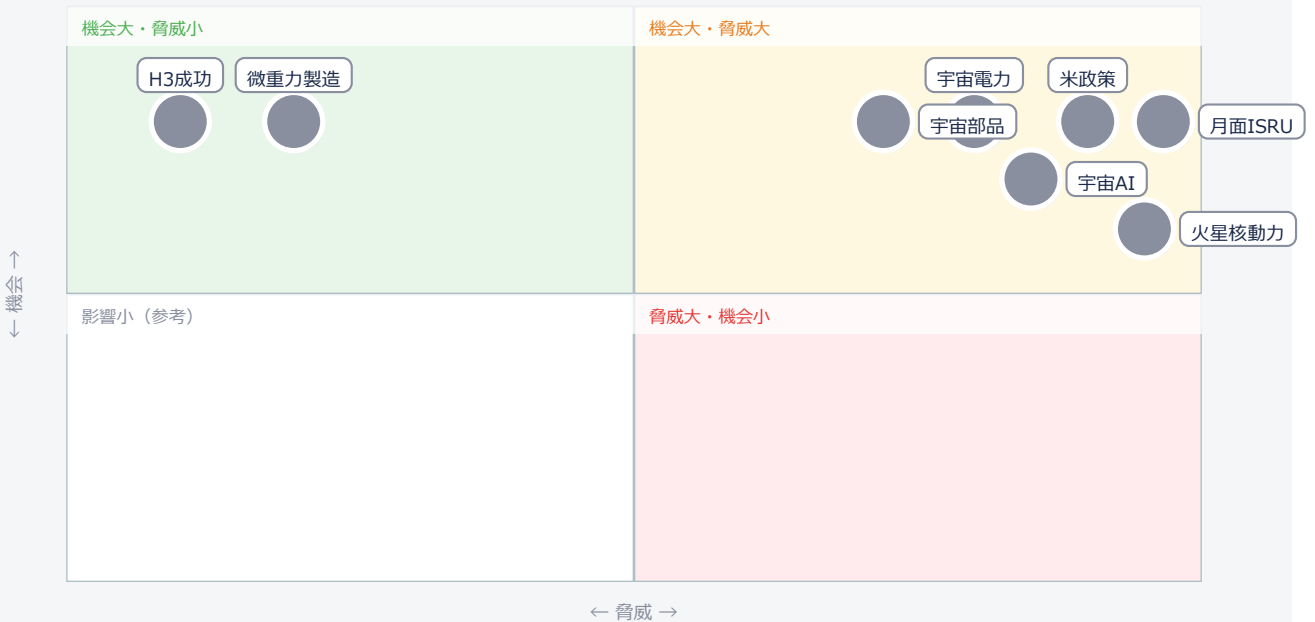 機会大・脅威小
機会大・脅威大
H3成功
微重力製造
宇宙電力
米政策
宇宙部品
月面ISRU
宇宙AI
火星核動力
← 機会 →
影響小（参考）
脅威大・機会小
← 脅威 →